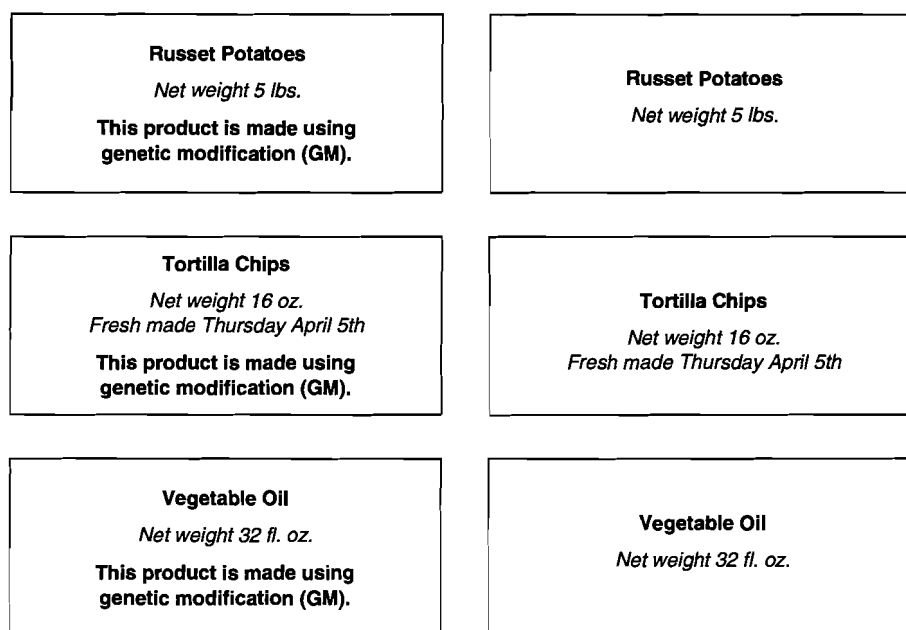 Russet Potatoes
Net weight 5 lbs.
This product is made using
genetic modification (GM).
Russet Potatoes
Net weight 5 lbs.
Tortilla Chips
Net weight 16 oz.
Fresh made Thursday April 5th
This product is made using
genetic modification (GM).
Tortilla Chips
Net weight 16 oz.
Fresh made Thursday April 5th
Vegetable Oil
Net weight 32 fl. oz.
This product is made using
genetic modification (GM).
Vegetable Oil
Net weight 32 fl. oz.